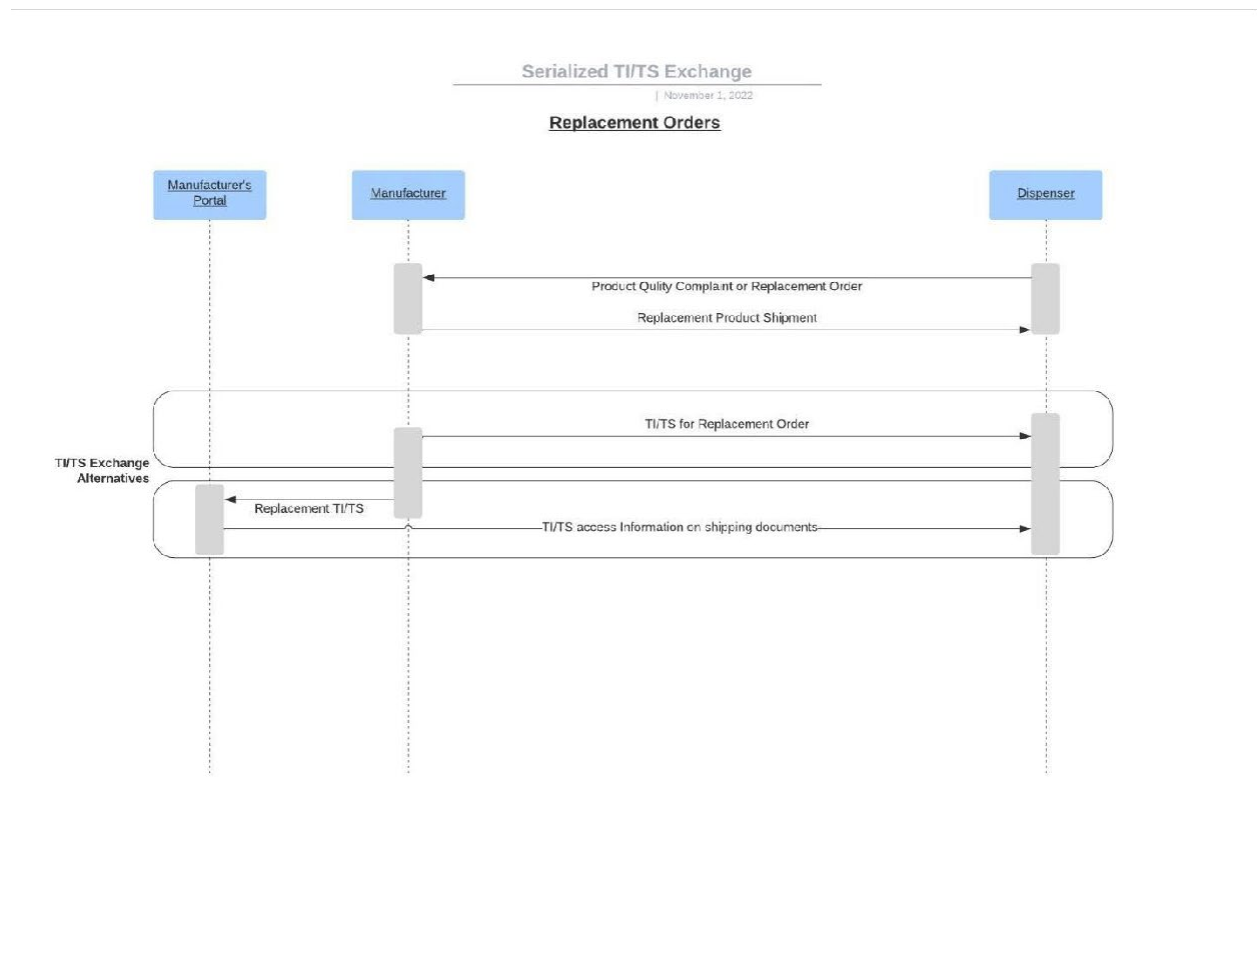 Serialized TI/TS Exchange
| November 1, 2022
Replacement Orders
Manufacturer's
Portal
Manufacturer
Dispenser
Product Qulity Complaint or Replacement Order
Replacement Product Shipment
TI/TS for Replacement Order
TI/TS Exchange
Alternatives
Replacement TI/TS
TI/TS access Information on shipping documents